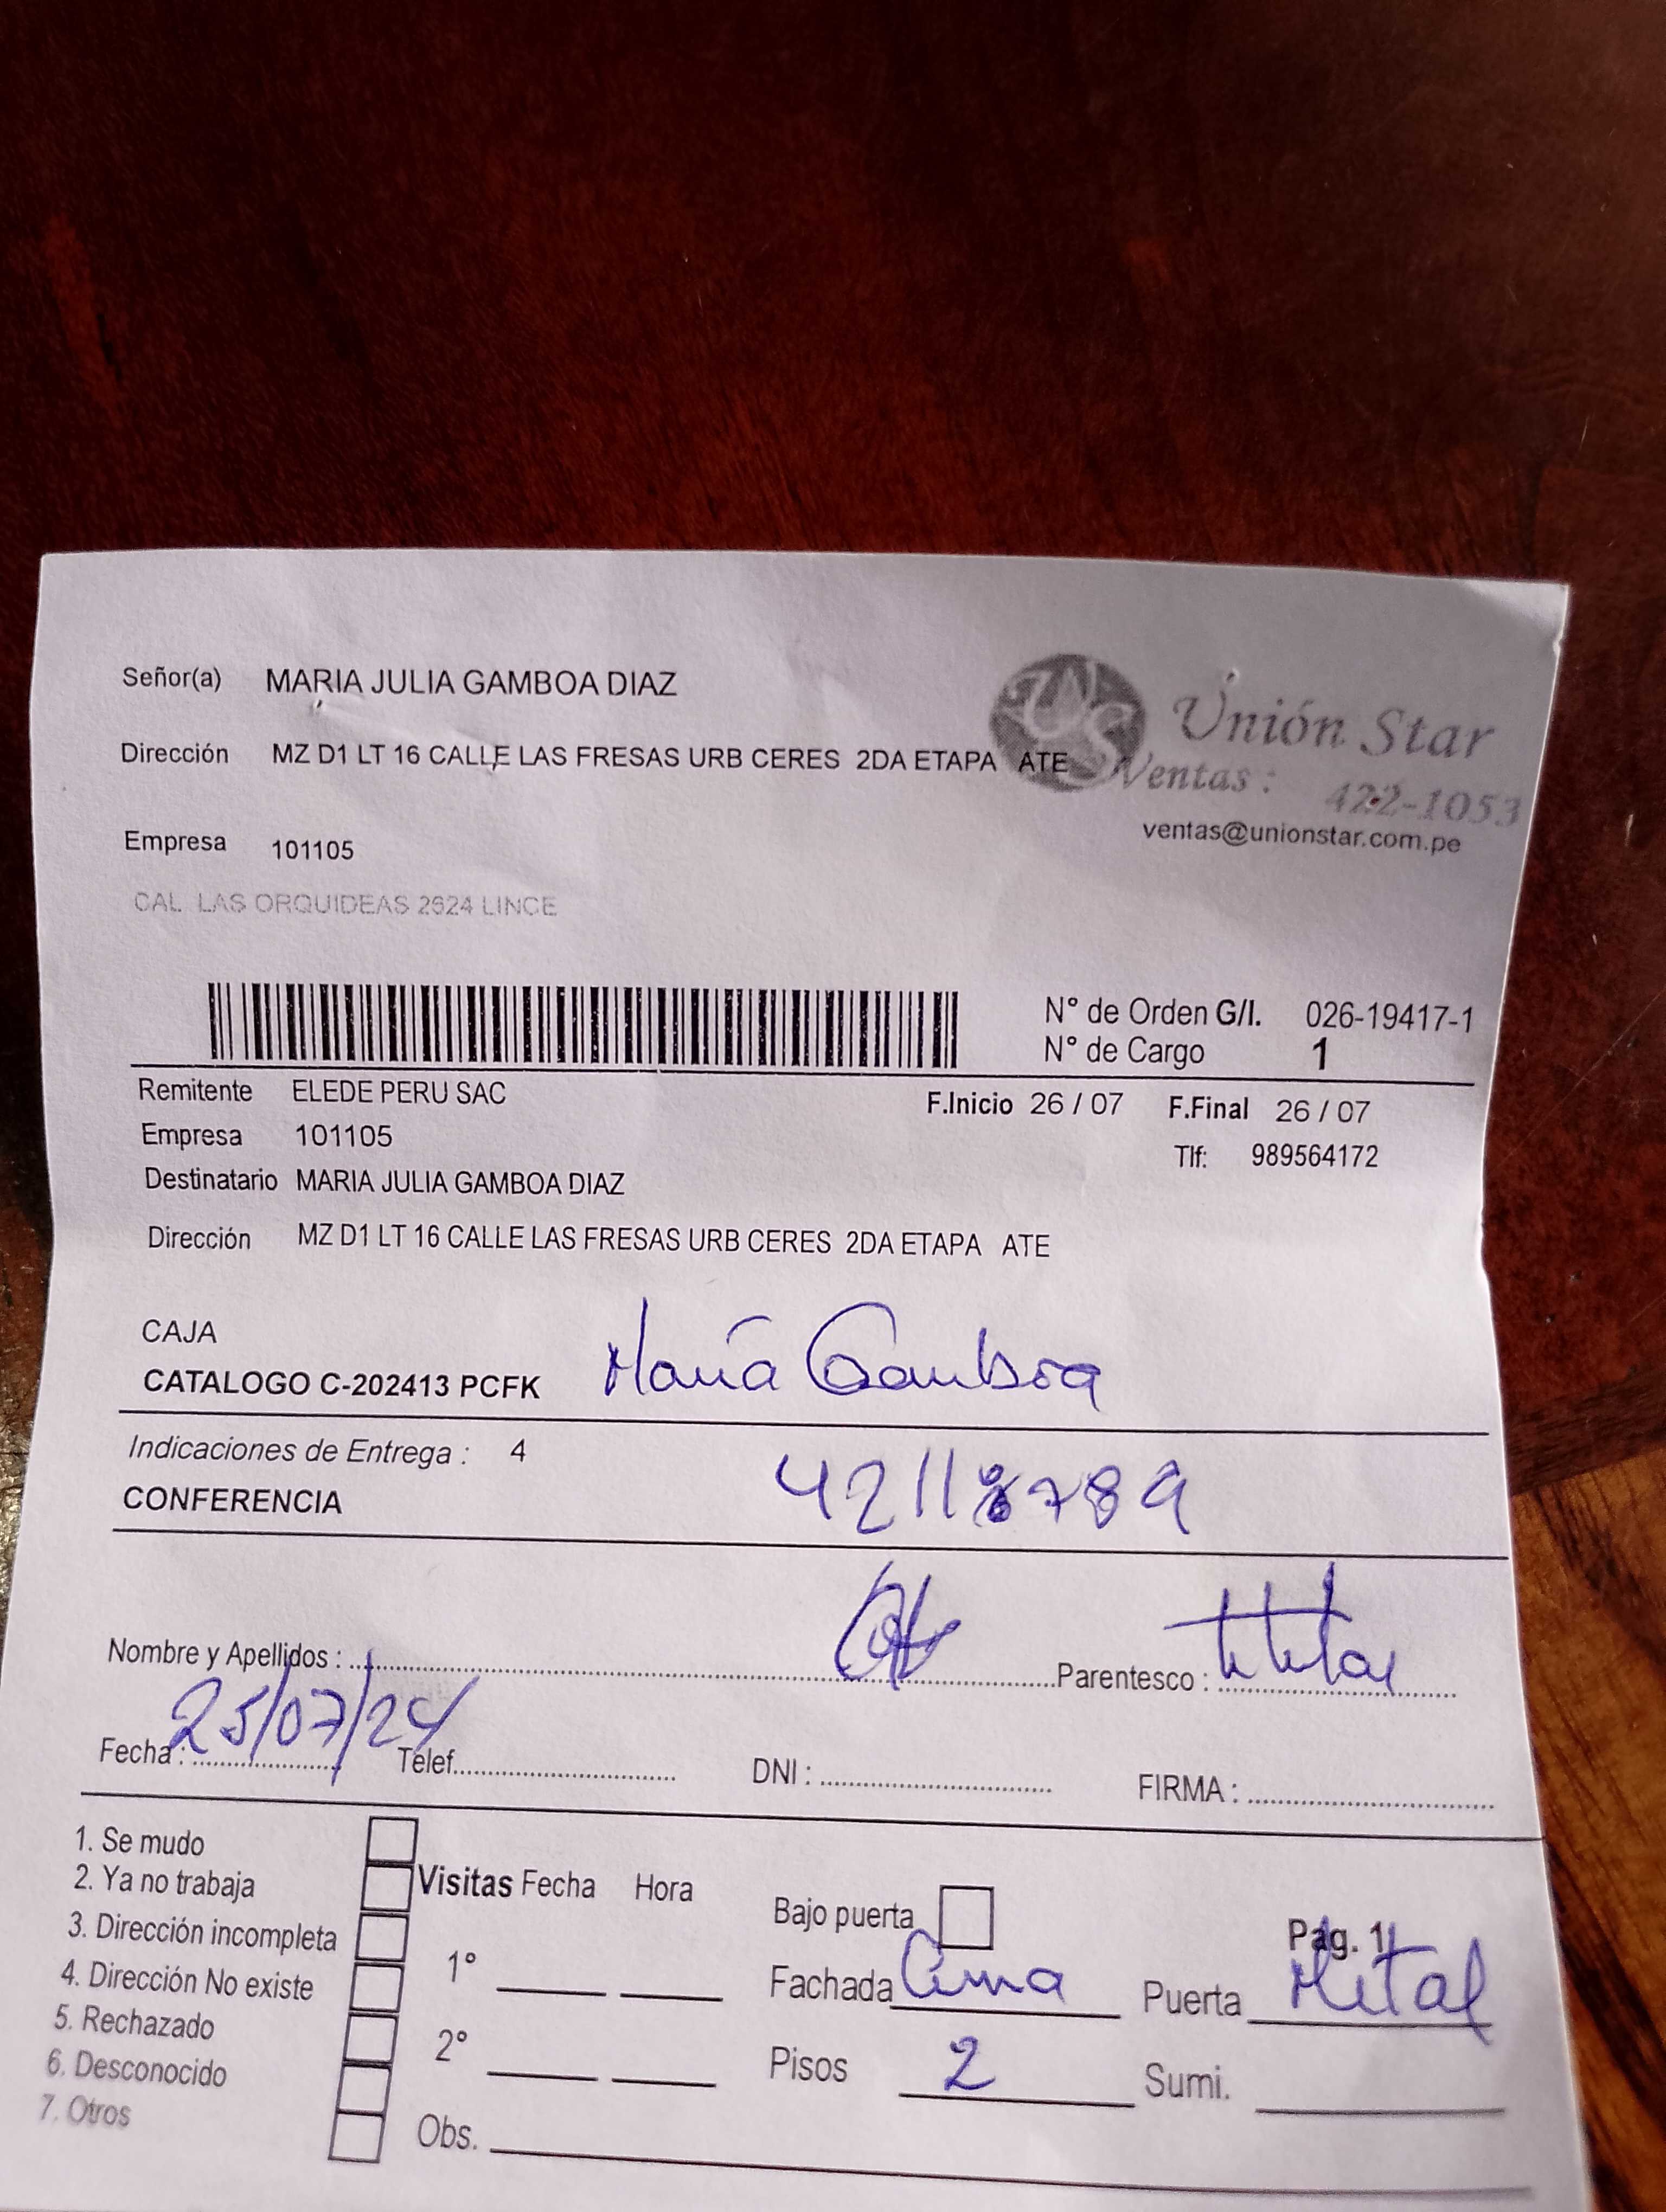 Señor(a) MARIA JULIA GAMBOA DIAZ
Dirección MZ D1 LT 16 CALLE LAS FRESAS URB CERES 2DA ETAPA ATE
Unión Star
Ventas : 422-1053
ventas@unionstar.com.pe
Empresa 101105
CAL LAS ORQUIDEAS 2624 LINCE
N° de Orden G/I. 026-19417-1
N° de Cargo 1
Remitente ELEDE PERU SAC F.Inicio 26 / 07 F.Final 26 / 07
Empresa 101105 Tlf: 989564172
Destinatario MARIA JULIA GAMBOA DIAZ
Dirección MZ D1 LT 16 CALLE LAS FRESAS URB CERES 2DA ETAPA ATE
CAJA
CATALOGO C-202413 PCFK María Gamboa
Indicaciones de Entrega : 4
CONFERENCIA
Nombre y Apellidos : Parentesco : titular
Fecha : 25/07/24 Telef. DNI : FIRMA :
1. Se mudo
2. Ya no trabaja
3. Dirección incompleta
4. Dirección No existe
5. Rechazado
6. Desconocido
7. Otros
Visitas Fecha Hora
1°
2°
Obs.
Bajo puerta Pág. 1
Fachada Puerta Metal
Pisos 2 Sumi.